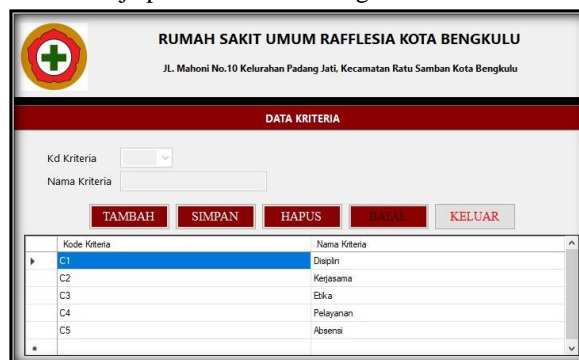 RUMAH SAKIT UMUM RAFFLESIA KOTA BENGKULU
JL. Mahoni No.10 Kelurahan Padang Jati, Kecamatan Ratu Samban Kota Bengkulu
DATA KRITERIA
Kd Kriteria
Nama Kriteria
TAMBAH SIMPAN HAPUS BATAL KELUAR
Kode Kriteria Nama Kriteria
C1 Disiplin
C2 Kerjasama
C3 Etika
C4 Pelayanan
C5 Absensi